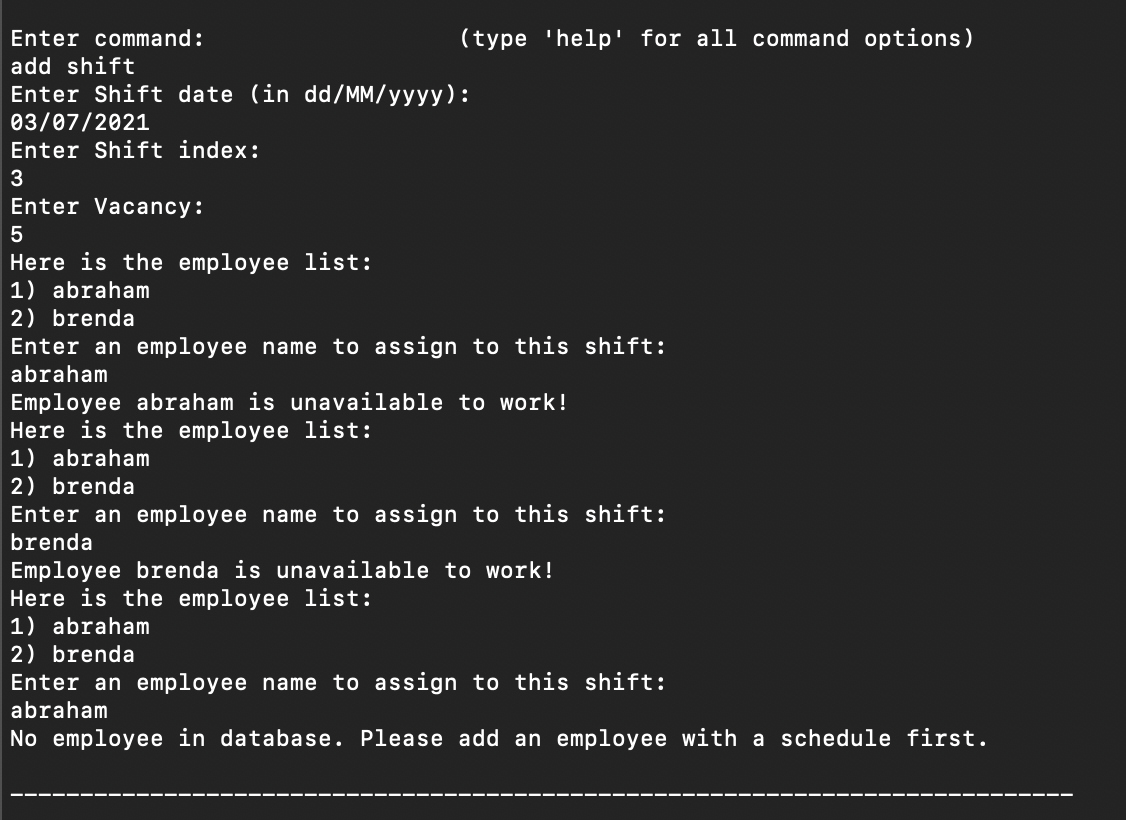 Enter command:                  (type 'help' for all command options)
add shift
Enter Shift date (in dd/MM/yyyy):
03/07/2021
Enter Shift index:
3
Enter Vacancy:
5
Here is the employee list:
1) abraham
2) brenda
Enter an employee name to assign to this shift:
abraham
Employee abraham is unavailable to work!
Here is the employee list:
1) abraham
2) brenda
Enter an employee name to assign to this shift:
brenda
Employee brenda is unavailable to work!
Here is the employee list:
1) abraham
2) brenda
Enter an employee name to assign to this shift:
abraham
No employee in database. Please add an employee with a schedule first.

____________________________________________________________________________